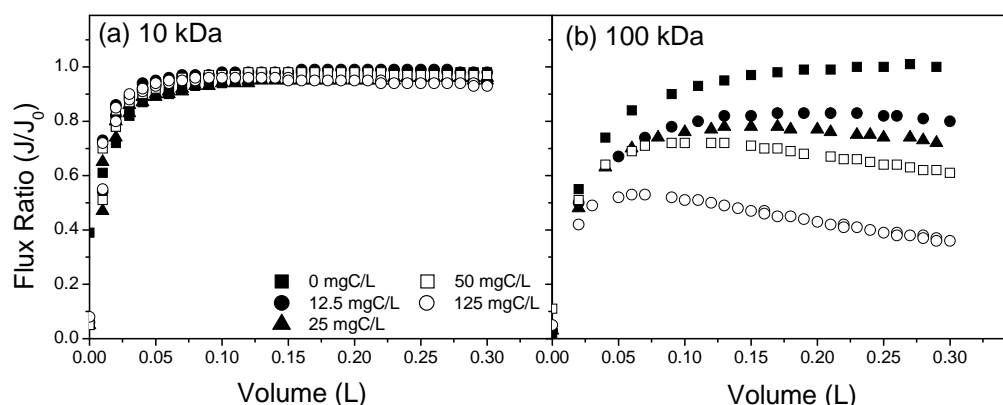 (a) 10 kDa
(b) 100 kDa
Flux Ratio (J/J₀)
1.0
0.8
0.6
0.4
0.2
0.0
0 mgC/L
12.5 mgC/L
25 mgC/L
50 mgC/L
125 mgC/L
0.00 0.05 0.10 0.15 0.20 0.25 0.30
0.00 0.05 0.10 0.15 0.20 0.25 0.30
Volume (L)
Volume (L)